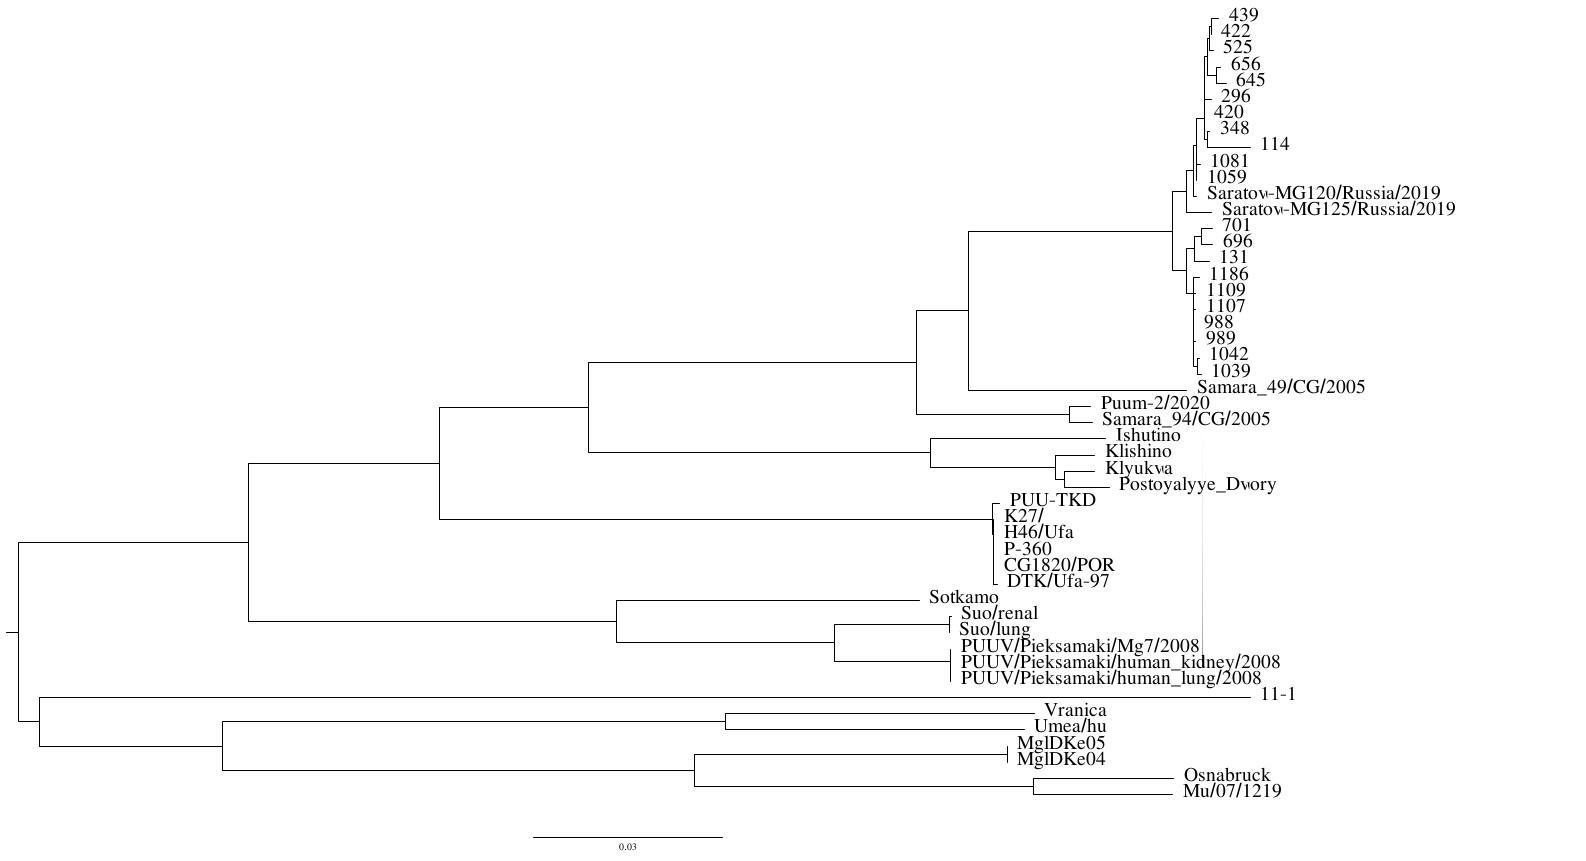 439
422
525
656
645
296
420
348
114
1081
1059
Saratov-MG120/Russia/2019
Saratov-MG125/Russia/2019
701
696
131
1186
1109
1107
988
989
1042
1039
Samara_49/CG/2005
Puum-2/2020
Samara_94/CG/2005
Ishutino
Klishino
Klyukva
Postoyalyye_Dvory
PUU-TKD
K27/
H46/Ufa
P-360
CG1820/POR
DTK/Ufa-97
Sotkamo
Suo/renal
Suo/lung
PUUV/Pieksamaki/Mg7/2008
PUUV/Pieksamaki/human_kidney/2008
PUUV/Pieksamaki/human_lung/2008
11-1
Vranica
Umea/hu
MglDKe05
MglDKe04
Osnabruck
Mu/07/1219
0.03